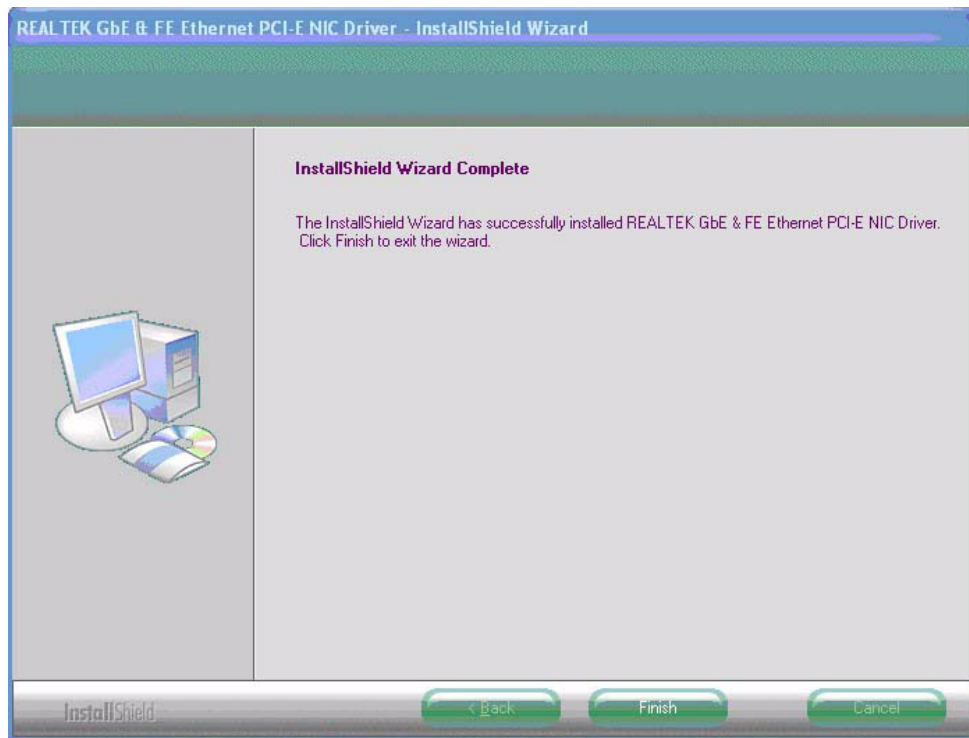 REALTEK GbE & FE Ethernet PCI-E NIC Driver - InstallShield Wizard
InstallShield Wizard Complete
The InstallShield Wizard has successfully installed REALTEK GbE & FE Ethernet PCI-E NIC Driver.
Click Finish to exit the wizard.
InstallShield
< Back
Finish
Cancel